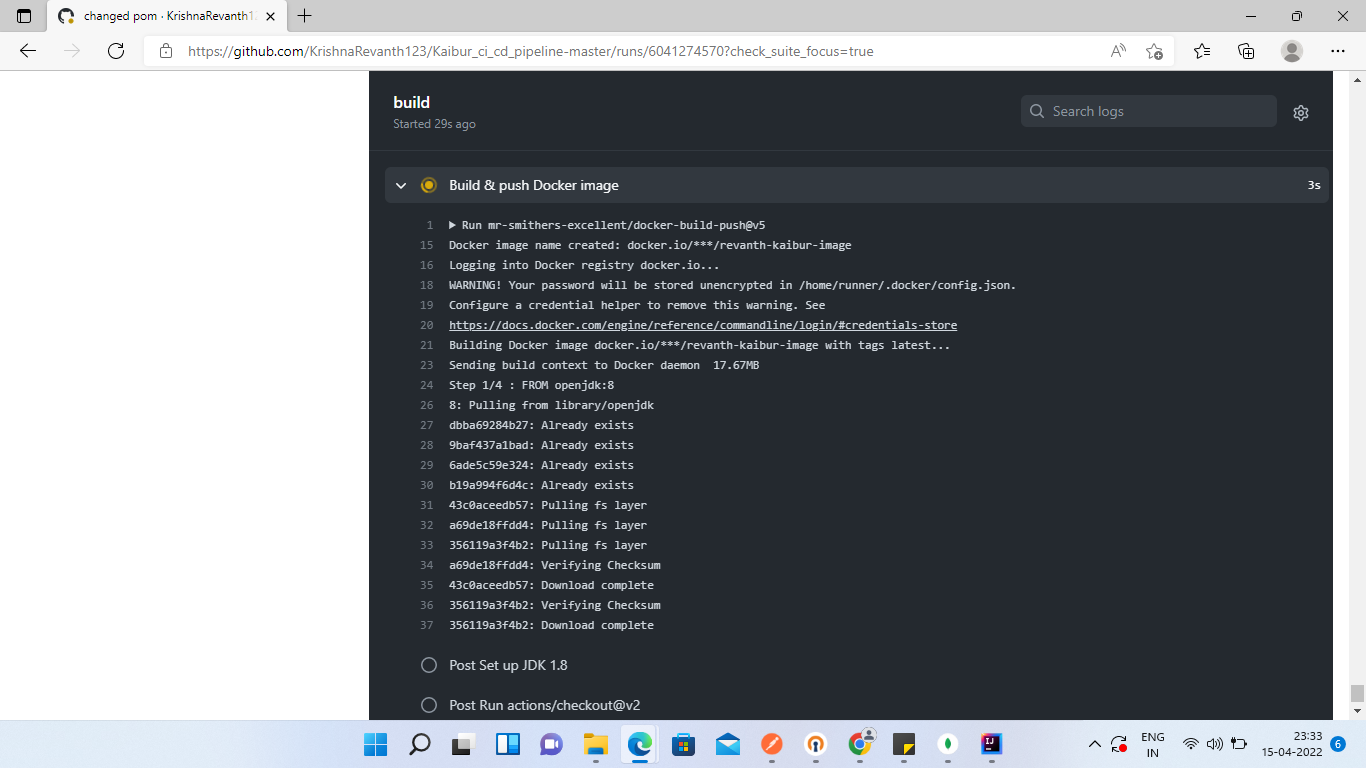 changed pom · KrishnaRevanth12
https://github.com/KrishnaRevanth123/Kaibur_ci_cd_pipeline-master/runs/6041274570?check_suite_focus=true
build
Started 29s ago
Search logs
Build & push Docker image
3s
1 Run mr-smithers-excellent/docker-build-push@v5
15 Docker image name created: docker.io/***/revanth-kaibur-image
16 Logging into Docker registry docker.io...
18 WARNING! Your password will be stored unencrypted in /home/runner/.docker/config.json.
19 Configure a credential helper to remove this warning. See
20 https://docs.docker.com/engine/reference/commandline/login/#credentials-store
21 Building Docker image docker.io/***/revanth-kaibur-image with tags latest...
23 Sending build context to Docker daemon  17.67MB
24 Step 1/4 : FROM openjdk:8
26 8: Pulling from library/openjdk
27 dbba69284b27: Already exists
28 9baf437a1bad: Already exists
29 6ade5c59e324: Already exists
30 b19a994f6d4c: Already exists
31 43c0aceedb57: Pulling fs layer
32 a69de18ffdd4: Pulling fs layer
33 356119a3f4b2: Pulling fs layer
34 a69de18ffdd4: Verifying Checksum
35 43c0aceedb57: Download complete
36 356119a3f4b2: Verifying Checksum
37 356119a3f4b2: Download complete
Post Set up JDK 1.8
Post Run actions/checkout@v2
ENG
IN
23:33
15-04-2022
6